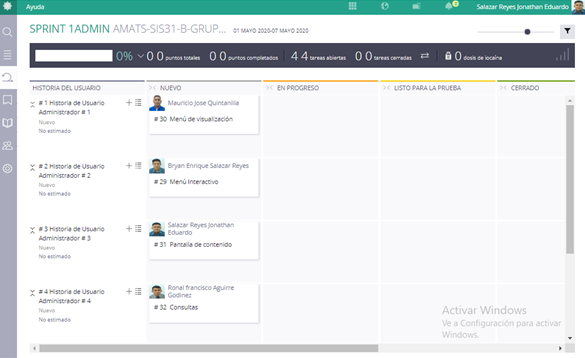 Ayuda
3
Salazar Reyes Jonathan Eduardo
SPRINT 1ADMIN AMATS-SIS31-B-GRUP... 01 MAYO 2020-07 MAYO 2020
0% 0 0 puntos totales 0 0 puntos completados 4 4 tareas abiertas 0 0 tareas cerradas 0 dosis de Iocaína
HISTORIA DEL USUARIO NUEVO EN PROGRESO LISTO PARA LA PRUEBA CERRADO
# 1 Historia de Usuario
Administrador # 1
Nuevo
No estimado
Mauricio Jose Quintanilla
# 30 Menú de visualización
# 2 Historia de Usuario
Administrador # 2
Nuevo
No estimado
Bryan Enrique Salazar Reyes
# 29 Menú Interactivo
# 3 Historia de Usuario
Administrador # 3
Nuevo
No estimado
Salazar Reyes Jonathan
Eduardo
# 31 Pantalla de contenido
# 4 Historia de Usuario
Administrador # 4
Nuevo
No estimado
Ronal francisco Aguirre
Godinez
# 32 Consultas
Activar Windows
Ve a Configuración para activar
Windows.